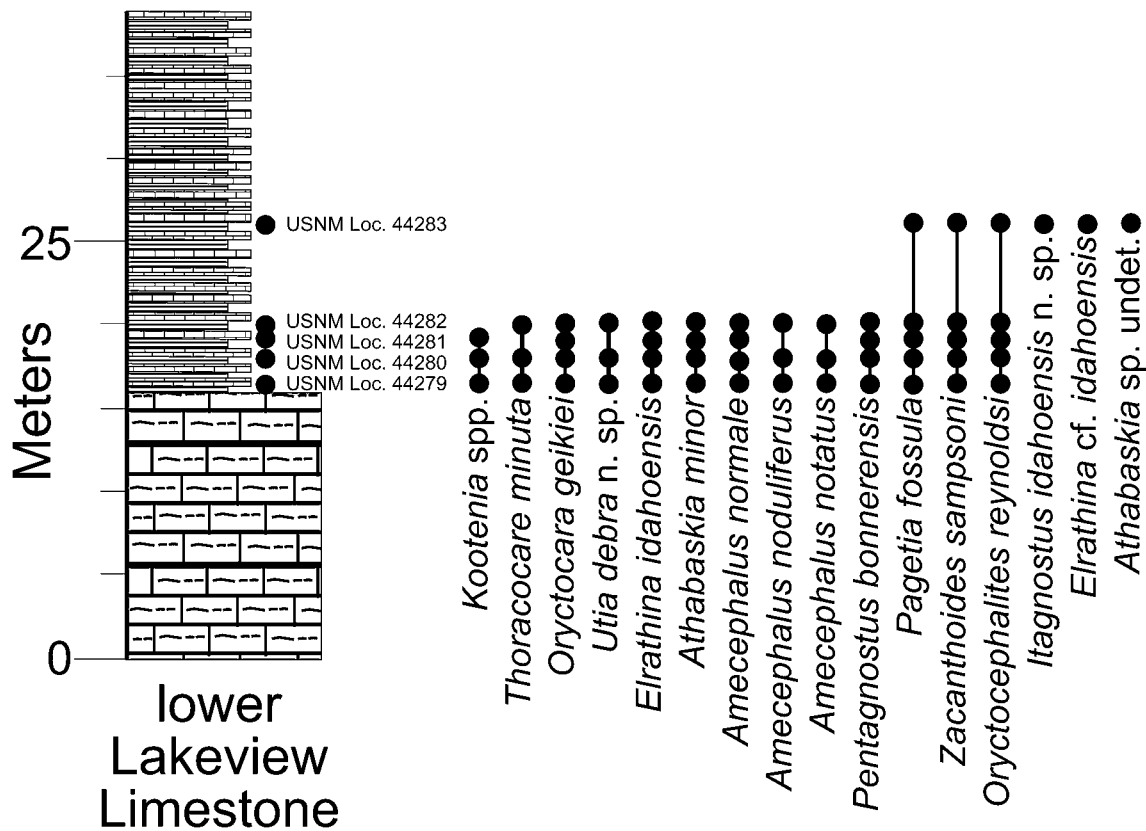 25
0
Meters
lower
Lakeview
Limestone
USNM Loc. 44283
USNM Loc. 44282
USNM Loc. 44281
USNM Loc. 44280
USNM Loc. 44279
Kootenia spp.
Thoracocare minuta
Oryctocara geikiei
Utia debra n. sp.
Elrathina idahoensis
Athabaskia minor
Amecephalus normale
Amecephalus noduliferus
Amecephalus notatus
Pentagnostus bonnerensis
Pagetia fossula
Zacanthoides sampsoni
Oryctocephalites reynoldsi
Itagnostus idahoensis n. sp.
Elrathina cf. idahoensis
Athabaskia sp. undet.